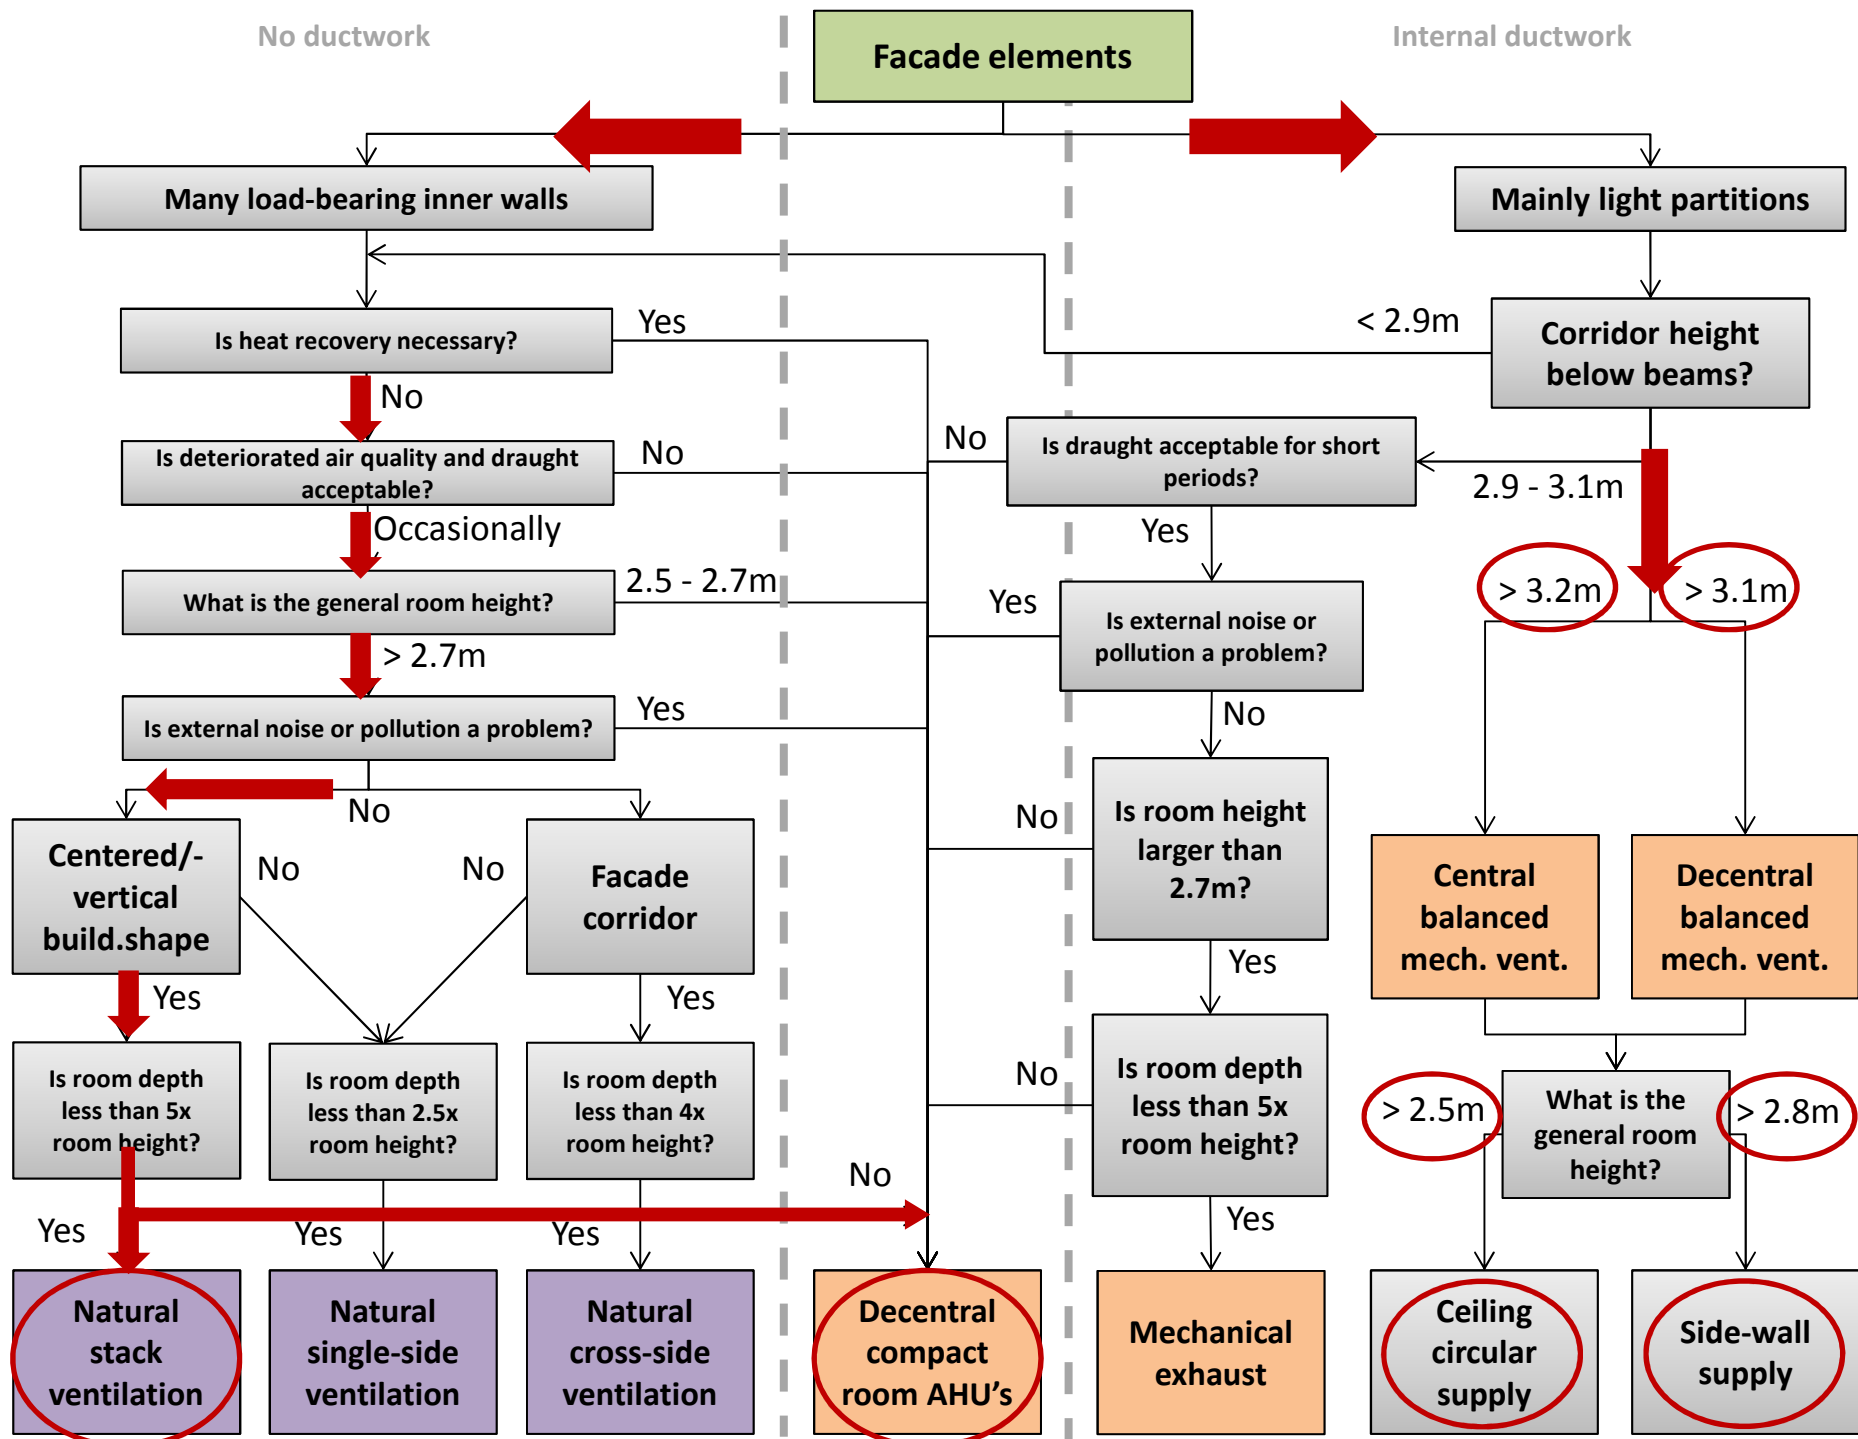 No ductwork
Facade elements
Internal ductwork
Many load-bearing inner walls
Mainly light partitions
Is heat recovery necessary?
Yes
< 2.9m
Corridor height
below beams?
No
Is deteriorated air quality and draught
acceptable?
No
No
Is draught acceptable for short
periods?
2.9 - 3.1m
Occasionally
Yes
What is the general room height?
2.5 - 2.7m
> 3.2m
> 3.1m
Yes
Is external noise or
pollution a problem?
> 2.7m
Is external noise or pollution a problem?
Yes
No
No
Centered/-
vertical
build.shape
No
No
Facade
corridor
No
Is room height
larger than
2.7m?
Central
balanced
mech. vent.
Decentral
balanced
mech. vent.
Yes
Yes
Yes
Is room depth
less than 5x
room height?
Is room depth
less than 2.5x
room height?
Is room depth
less than 4x
room height?
No
Is room depth
less than 5x
room height?
> 2.5m
What is the
general room
height?
> 2.8m
No
Yes
Yes
Yes
Yes
Natural
stack
ventilation
Natural
single-side
ventilation
Natural
cross-side
ventilation
Decentral
compact
room AHU's
Mechanical
exhaust
Ceiling
circular
supply
Side-wall
supply